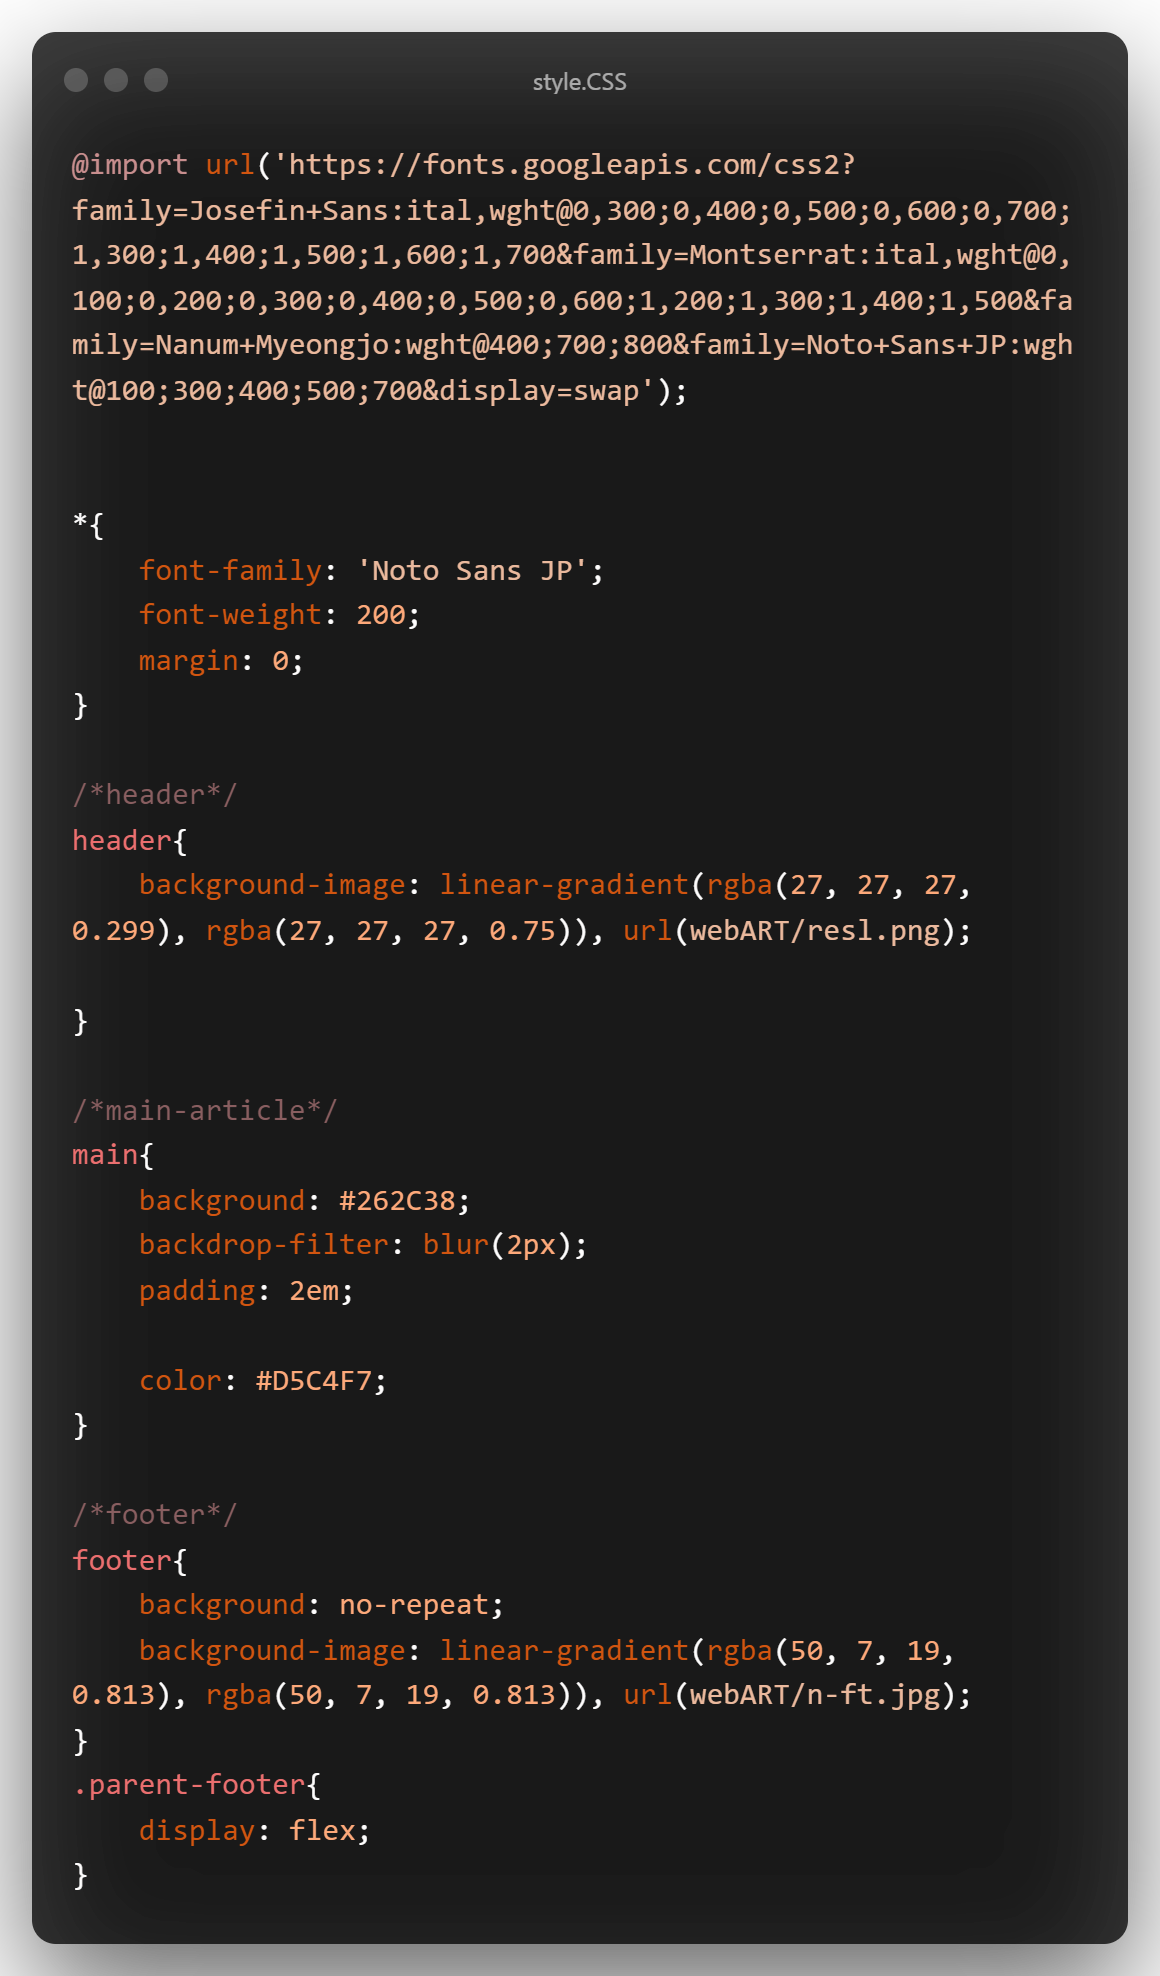 style.CSS
@import url('https://fonts.googleapis.com/css2?
family=Josefin+Sans:ital,wght@0,300;0,400;0,500;0,600;0,700;
1,300;1,400;1,500;1,600;1,700&family=Montserrat:ital,wght@0,
100;0,200;0,300;0,400;0,500;0,600;1,200;1,300;1,400;1,500&fa
mily=Nanum+Myeongjo:wght@400;700;800&family=Noto+Sans+JP:wgh
t@100;300;400;500;700&display=swap');
*{
    font-family: 'Noto Sans JP';
    font-weight: 200;
    margin: 0;
}
/*header*/
header{
    background-image: linear-gradient(rgba(27, 27, 27,
0.299), rgba(27, 27, 27, 0.75)), url(webART/resl.png);
}
/*main-article*/
main{
    background: #262C38;
    backdrop-filter: blur(2px);
    padding: 2em;
    color: #D5C4F7;
}
/*footer*/
footer{
    background: no-repeat;
    background-image: linear-gradient(rgba(50, 7, 19,
0.813), rgba(50, 7, 19, 0.813)), url(webART/n-ft.jpg);
}
.parent-footer{
    display: flex;
}